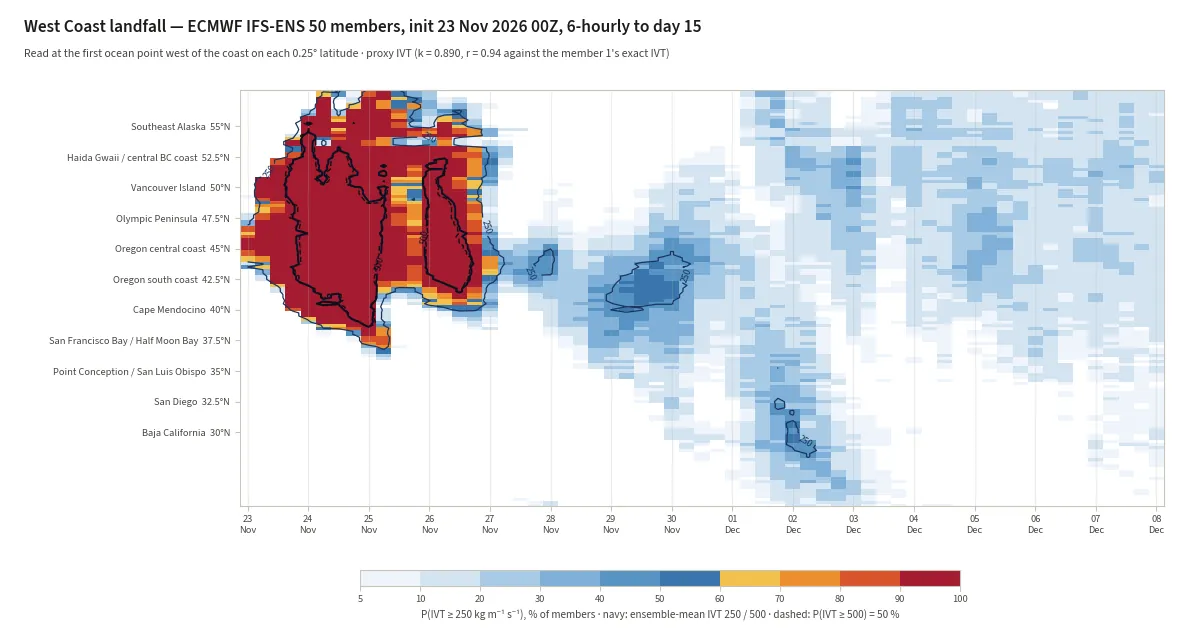 West Coast landfall — ECMWF IFS-ENS 50 members, init 23 Nov 2026 00Z, 6-hourly to day 15
Read at the first ocean point west of the coast on each 0.25° latitude · proxy IVT (k = 0.890, r = 0.94 against the member 1's exact IVT)
Southeast Alaska 55°N
Haida Gwaii / central BC coast 52.5°N
Vancouver Island 50°N
Olympic Peninsula 47.5°N
Oregon central coast 45°N
Oregon south coast 42.5°N
Cape Mendocino 40°N
San Francisco Bay / Half Moon Bay 37.5°N
Point Conception / San Luis Obispo 35°N
San Diego 32.5°N
Baja California 30°N
250
250
250
500
500
250
250
250
23 24 25 26 27 28 29 30 01 02 03 04 05 06 07 08
Nov Nov Nov Nov Nov Nov Nov Nov Dec Dec Dec Dec Dec Dec Dec Dec
5 10 20 30 40 50 60 70 80 90 100
P(IVT ≥ 250 kg m⁻¹ s⁻¹), % of members · navy: ensemble-mean IVT 250 / 500 · dashed: P(IVT ≥ 500) = 50 %